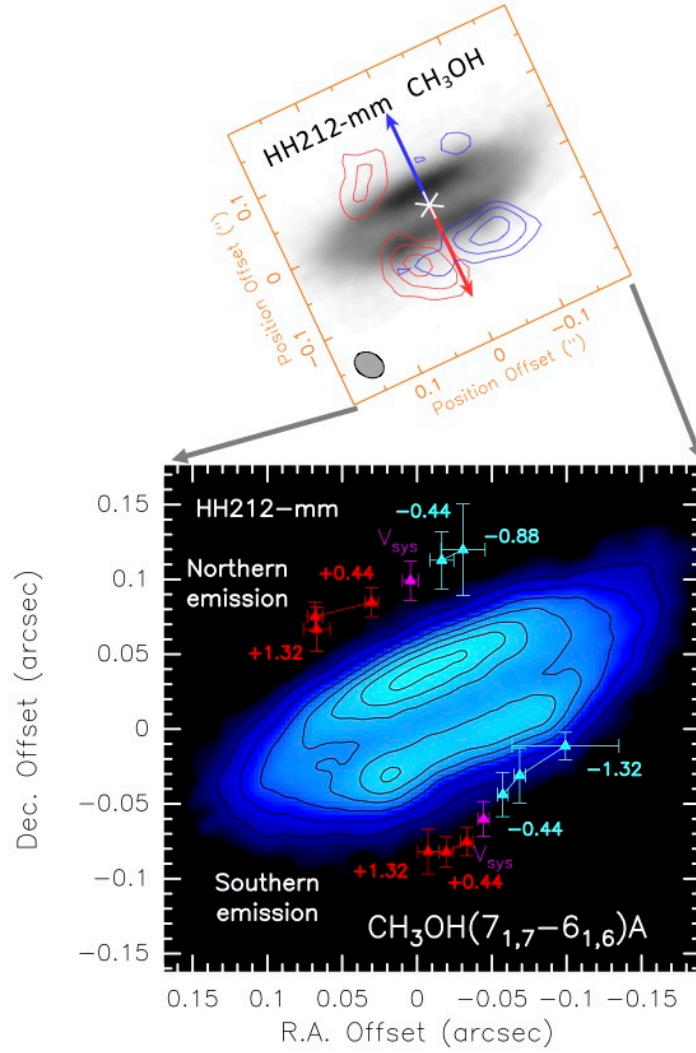 HH212-mm CH₃OH
0.1
0
-0.1
Position Offset (")
0.1
0
-0.1
Position Offset (")
HH212-mm
Northern
emission
-0.44
-0.88
Vsys
+0.44
+1.32
-1.32
-0.44
Vsys
+1.32
+0.44
Southern
emission
CH₃OH(7₁,₇-6₁,₆)A
0.15
0.1
0.05
0
-0.05
-0.1
-0.15
Dec. Offset (arcsec)
0.15
0.1
0.05
0
-0.05
-0.1
-0.15
R.A. Offset (arcsec)